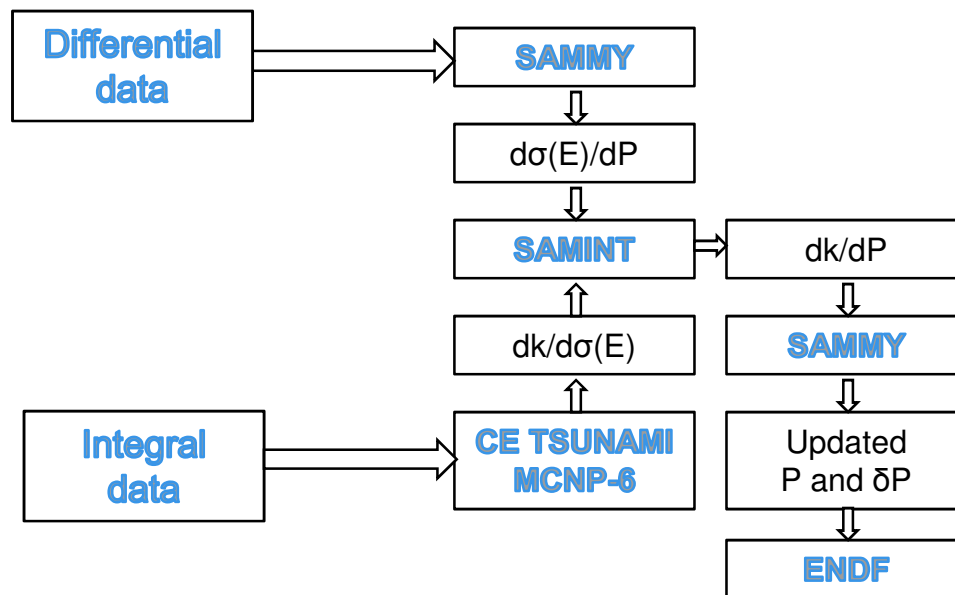 Differential
data
SAMMY
dσ(E)/dP
SAMINT
dk/dP
dk/dσ(E)
SAMMY
Integral
data
CE TSUNAMI
MCNP-6
Updated
P and δP
ENDF